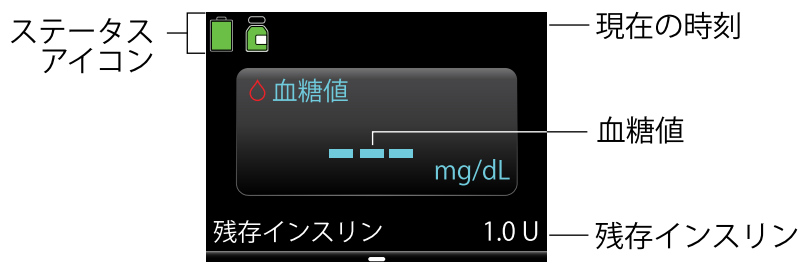 ステータス
アイコン
現在の時刻
血糖値
血糖値
--- 
mg/dL
残存インスリン
1.0 U
残存インスリン